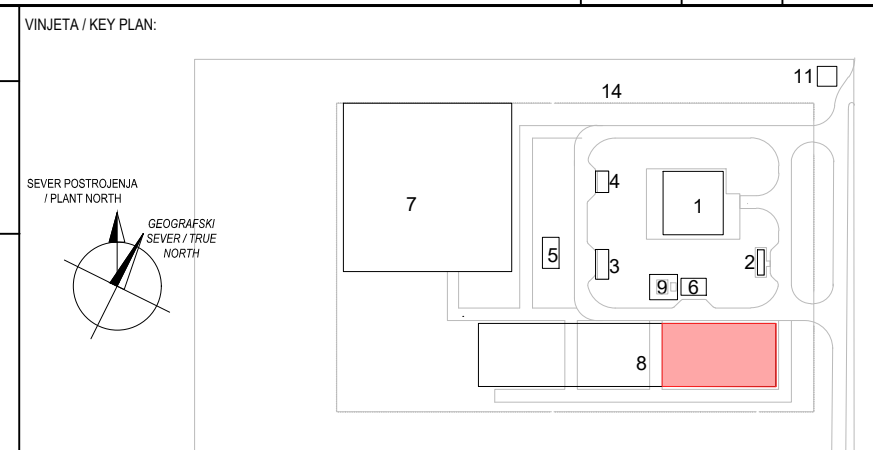 VINJETA / KEY PLAN:
11
14
SEVER POSTROJENJA
/ PLANT NORTH
GEOGRAFSKI
SEVER / TRUE
NORTH
4
7
1
5
3
2
9
6
8